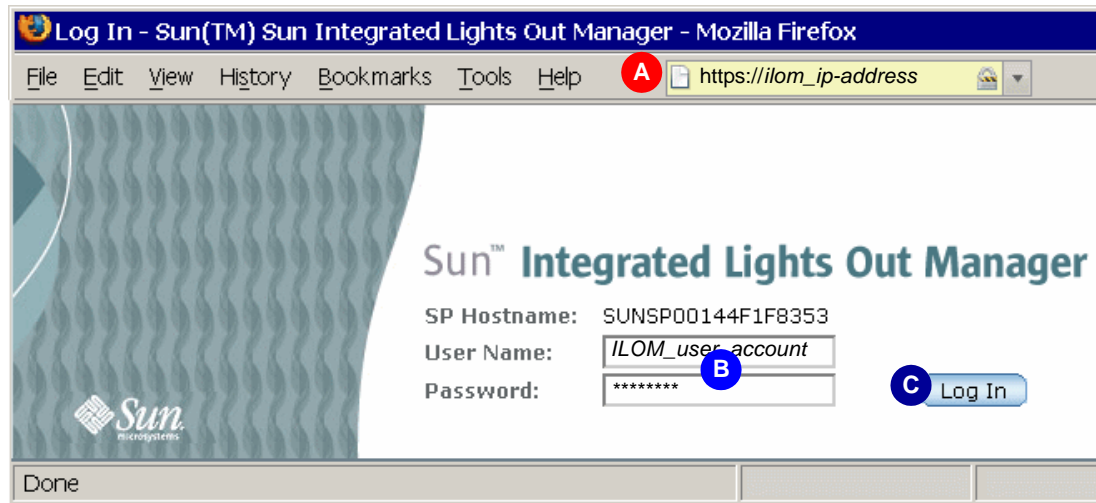 Log In - Sun(TM) Sun Integrated Lights Out Manager - Mozilla Firefox
File Edit View History Bookmarks Tools Help A https://ilom_ip-address
Sun™ Integrated Lights Out Manager
SP Hostname: SUNSP00144F1F8353
User Name: ILOM_user_account
B
Password: ********
C Log In
Sun
microsystems
Done